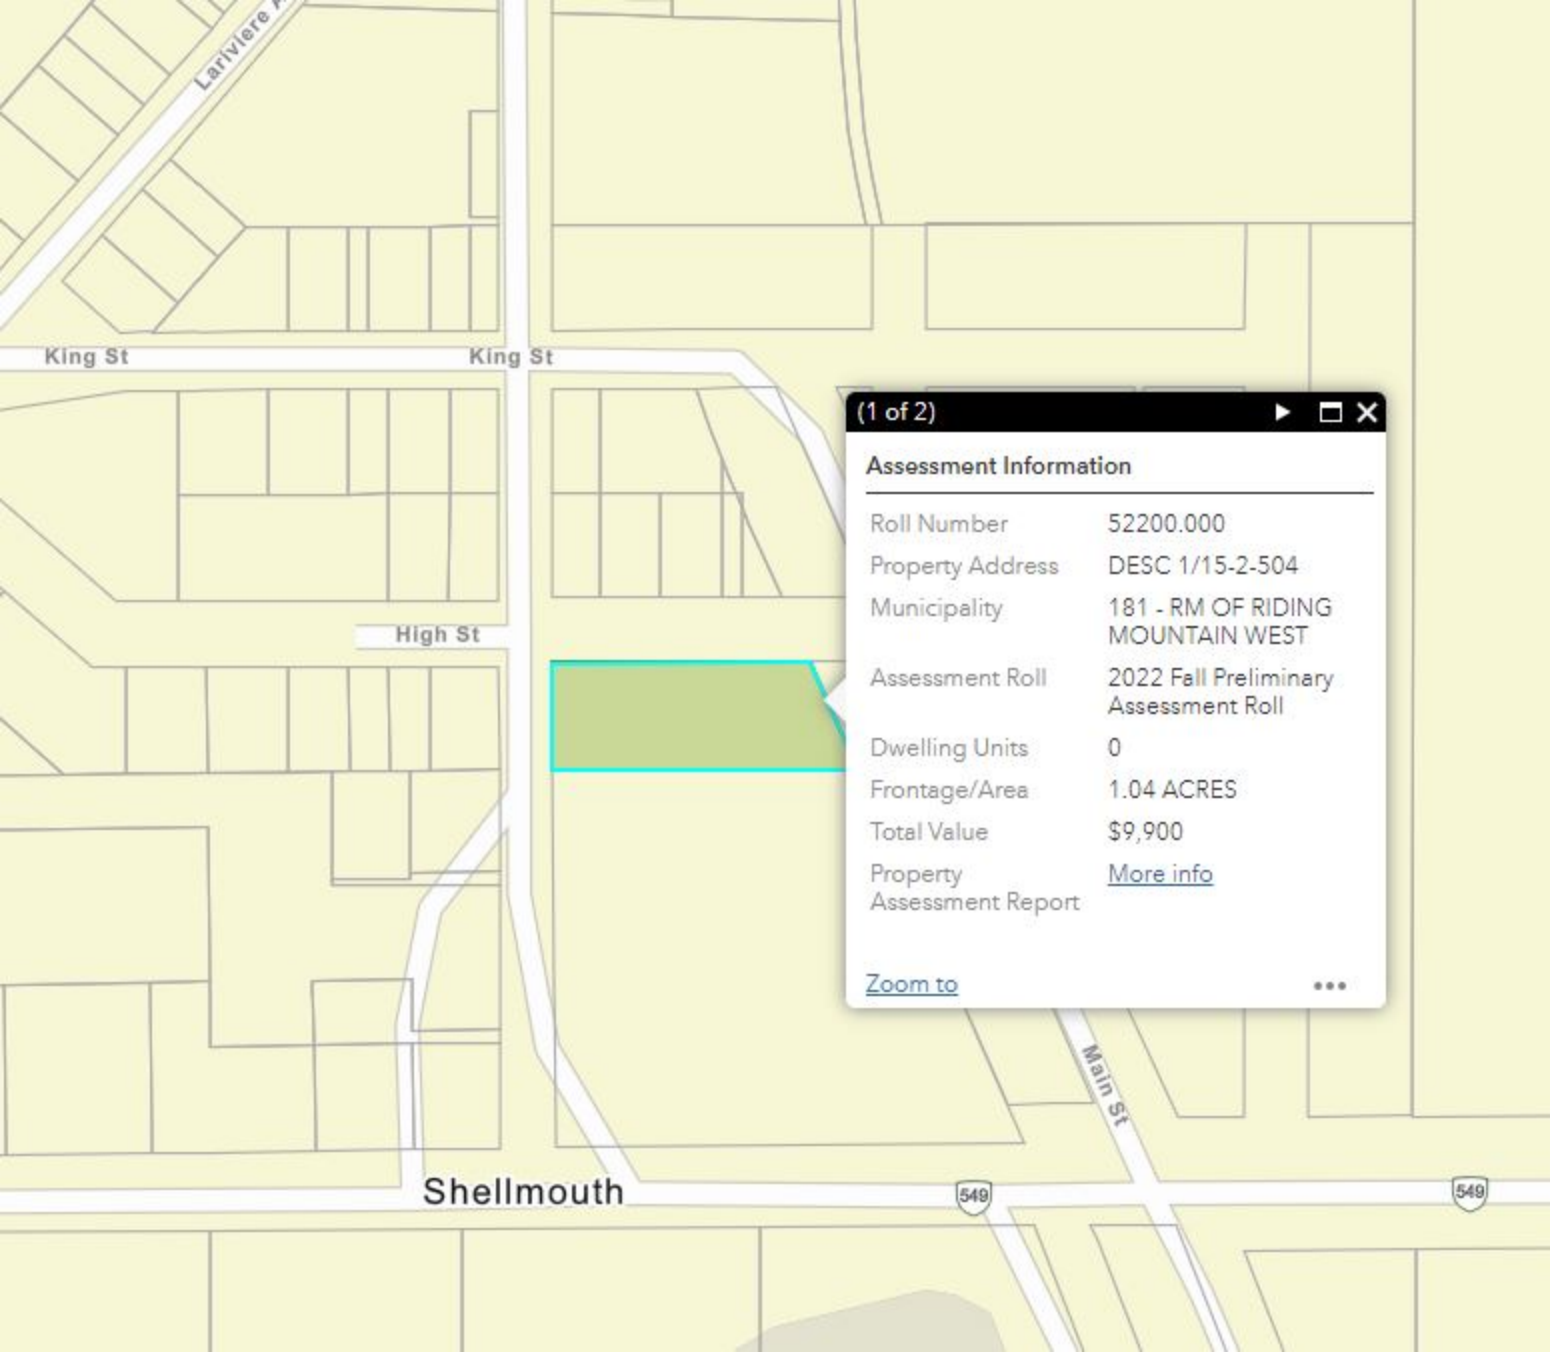 Lariviere A
King St
King St
(1 of 2)
Assessment Information
Roll Number 52200.000
Property Address DESC 1/15-2-504
Municipality 181 - RM OF RIDING
MOUNTAIN WEST
High St
Assessment Roll 2022 Fall Preliminary
Assessment Roll
Dwelling Units 0
Frontage/Area 1.04 ACRES
Total Value $9,900
Property More info
Assessment Report
Zoom to
Main St
Shellmouth
549
549